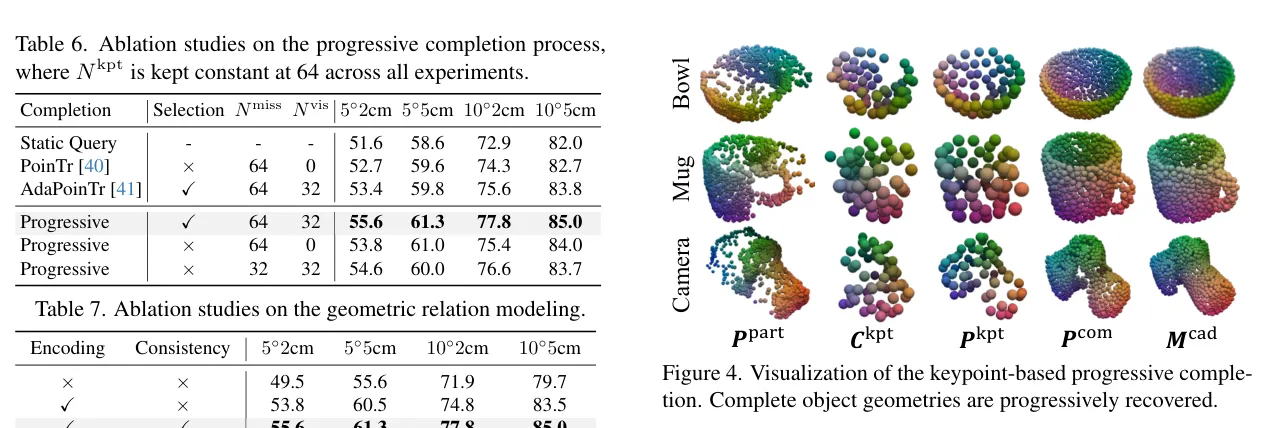 Table 6. Ablation studies on the progressive completion process,
where N^kpt is kept constant at 64 across all experiments.
Completion Selection N^miss N^vis 5°2cm 5°5cm 10°2cm 10°5cm
Static Query - - - 51.6 58.6 72.9 82.0
PoinTr [40] × 64 0 52.7 59.6 74.3 82.7
AdaPoinTr [41] ✓ 64 32 53.4 59.8 75.6 83.8
Progressive ✓ 64 32 55.6 61.3 77.8 85.0
Progressive × 64 0 53.8 61.0 75.4 84.0
Progressive × 32 32 54.6 60.0 76.6 83.7
Table 7. Ablation studies on the geometric relation modeling.
Encoding Consistency 5°2cm 5°5cm 10°2cm 10°5cm
× × 49.5 55.6 71.9 79.7
✓ × 53.8 60.5 74.8 83.5
✓ ✓ 55.6 61.3 77.8 85.0
Bowl
Mug
Camera
P^part C^kpt P^kpt P^com M^cad
Figure 4. Visualization of the keypoint-based progressive comple-
tion. Complete object geometries are progressively recovered.